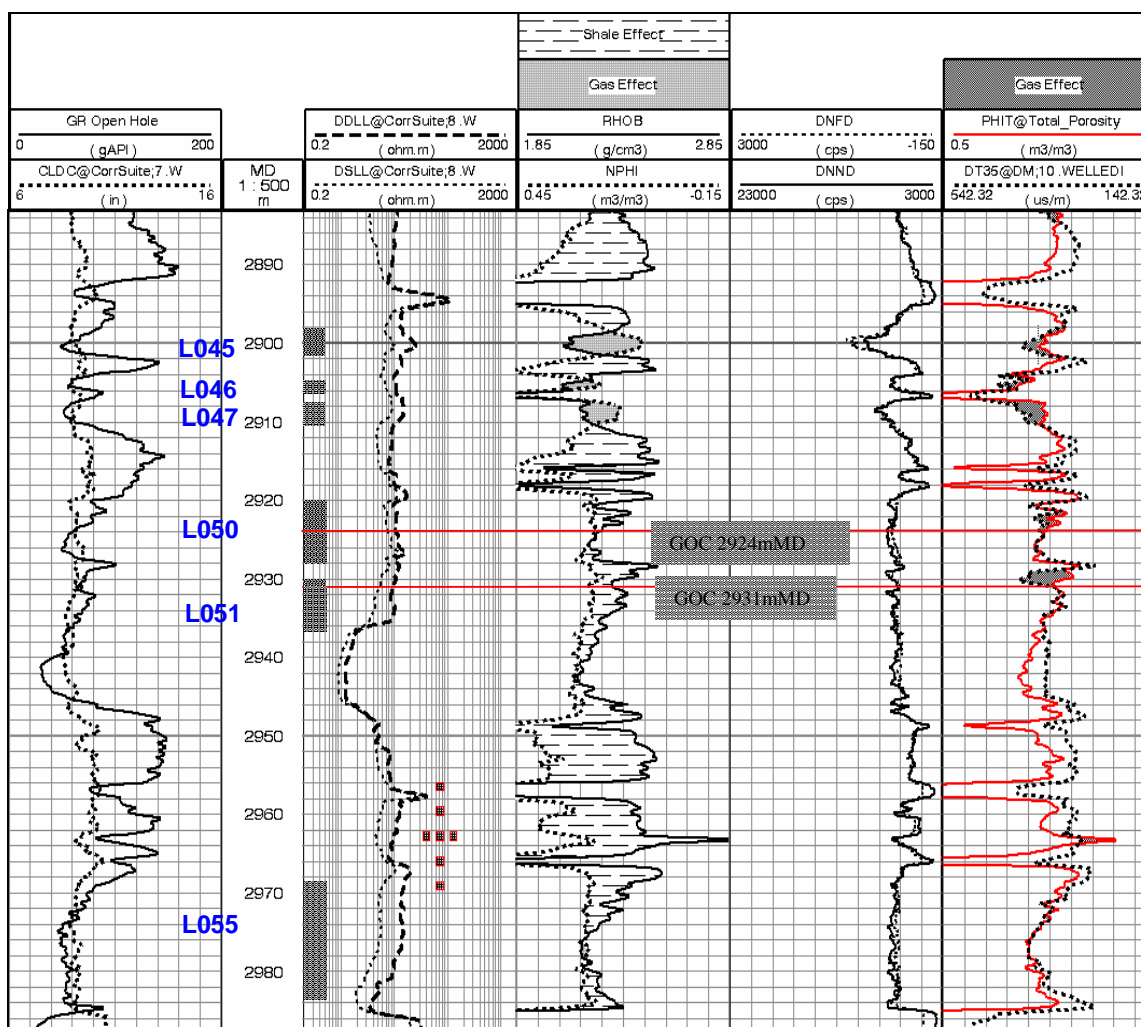 Shale Effect
Gas Effect
Gas Effect
GR Open Hole
0 200
( gAPI )
DDLL@CorrSuite;8 .W
0.2 2000
( ohm.m )
RHOB
1.85 2.85
( g/cm3 )
DNFD
3000 -150
( cps )
PHIT@Total_Porosity
0.5 0
( m3/m3 )
CLDC@CorrSuite;7 .W
6 16
( in )
MD
1 : 500
m
DSLL@CorrSuite;8 .W
0.2 2000
( ohm.m )
NPHI
0.45 -0.15
( m3/m3 )
DNND
23000 3000
( cps )
DT35@DM;10 .WELLEDI
542.32 142.32
( us/m )
2890
L045
2900
L046
L047
2910
2920
L050
GOC 2924mMD
2930
GOC 2931mMD
L051
2940
2950
2960
2970
L055
2980